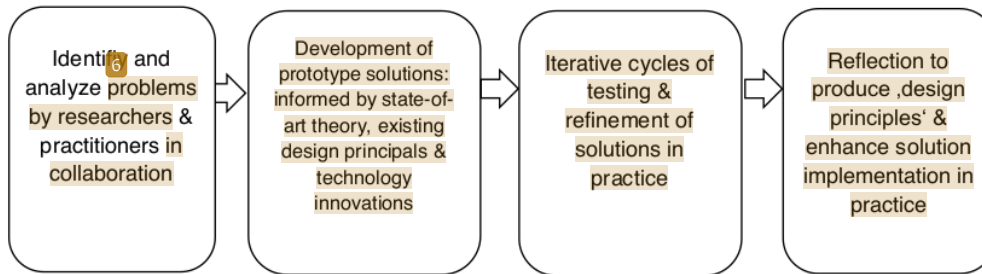 Identifiy and
6
analyze problems
by researchers &
practitioners in
collaboration
Development of
prototype solutions:
informed by state-of-
art theory, existing
design principals &
technology
innovations
Iterative cycles of
testing &
refinement of
solutions in
practice
Reflection to
produce ‚design
principles‘ &
enhance solution
implementation in
practice